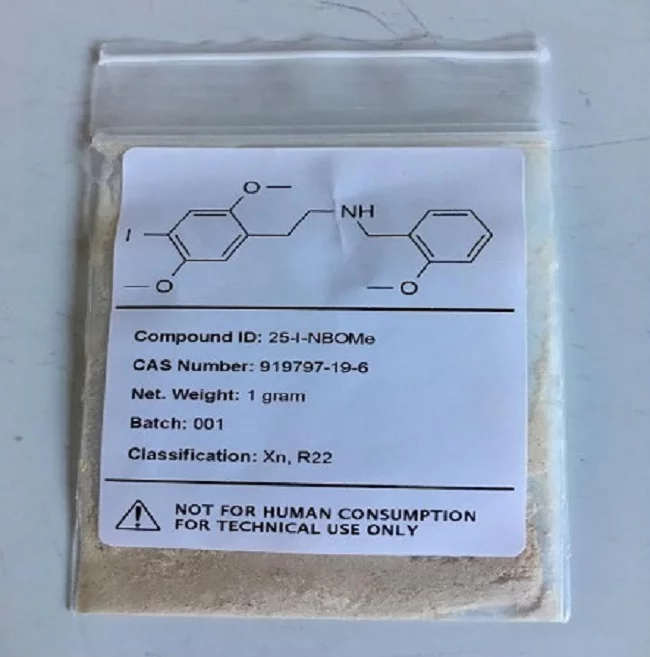 O
I
NH
O
O
Compound ID: 25-I-NBOMe
CAS Number: 919797-19-6
Net. Weight: 1 gram
Batch: 001
Classification: Xn, R22
NOT FOR HUMAN CONSUMPTION
FOR TECHNICAL USE ONLY